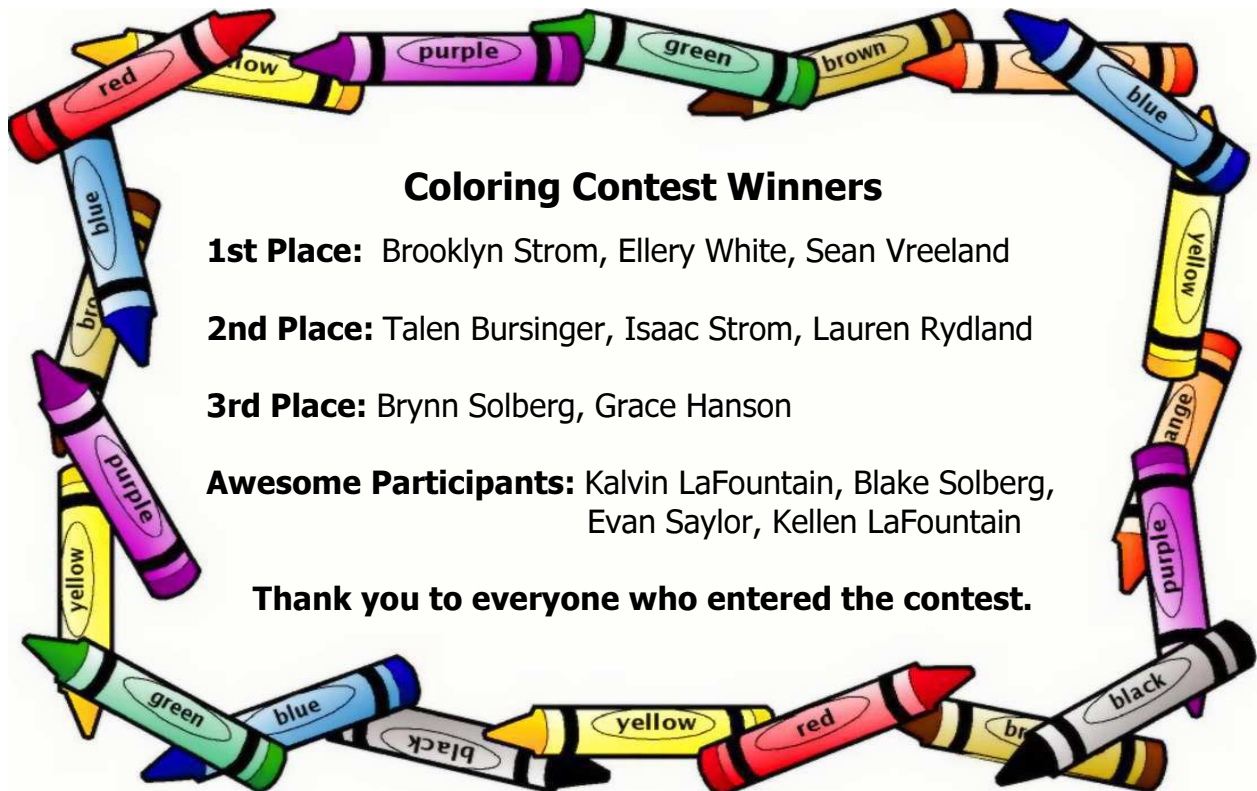 red
yellow
purple
green
brown
blue
Coloring Contest Winners
1st Place: Brooklyn Strom, Ellery White, Sean Vreeland
2nd Place: Talen Bursinger, Isaac Strom, Lauren Rydland
3rd Place: Brynn Solberg, Grace Hanson
Awesome Participants: Kalvin LaFountain, Blake Solberg,
Evan Saylor, Kellen LaFountain
Thank you to everyone who entered the contest.
blue
purple
yellow
yellow
purple
green
blue
black
yellow
red
black